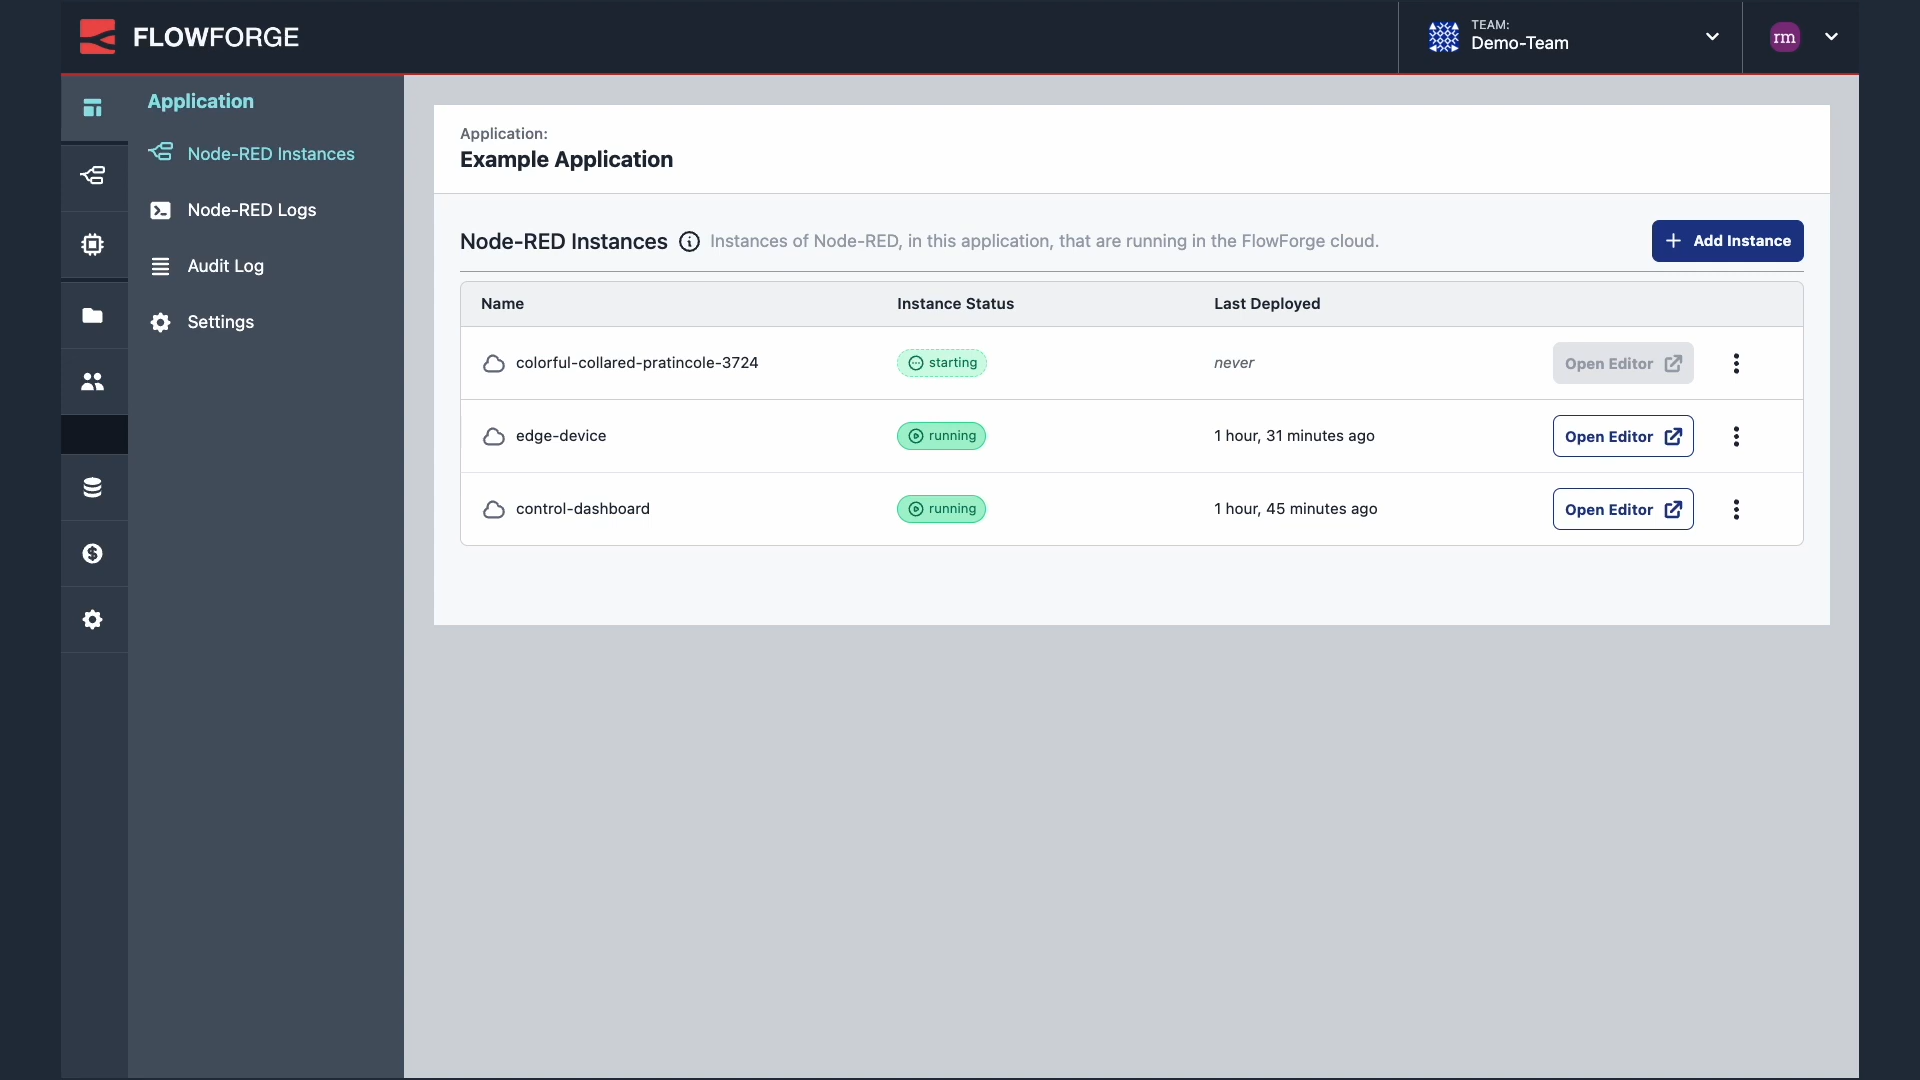 FLOWFORGE
TEAM:
Demo-Team
rm
Application
Node-RED Instances
Node-RED Logs
Audit Log
Settings
Application:
Example Application
Node-RED Instances
Instances of Node-RED, in this application, that are running in the FlowForge cloud.
+ Add Instance
Name Instance Status Last Deployed
colorful-collared-pratincole-3724 starting never Open Editor
edge-device running 1 hour, 31 minutes ago Open Editor
control-dashboard running 1 hour, 45 minutes ago Open Editor